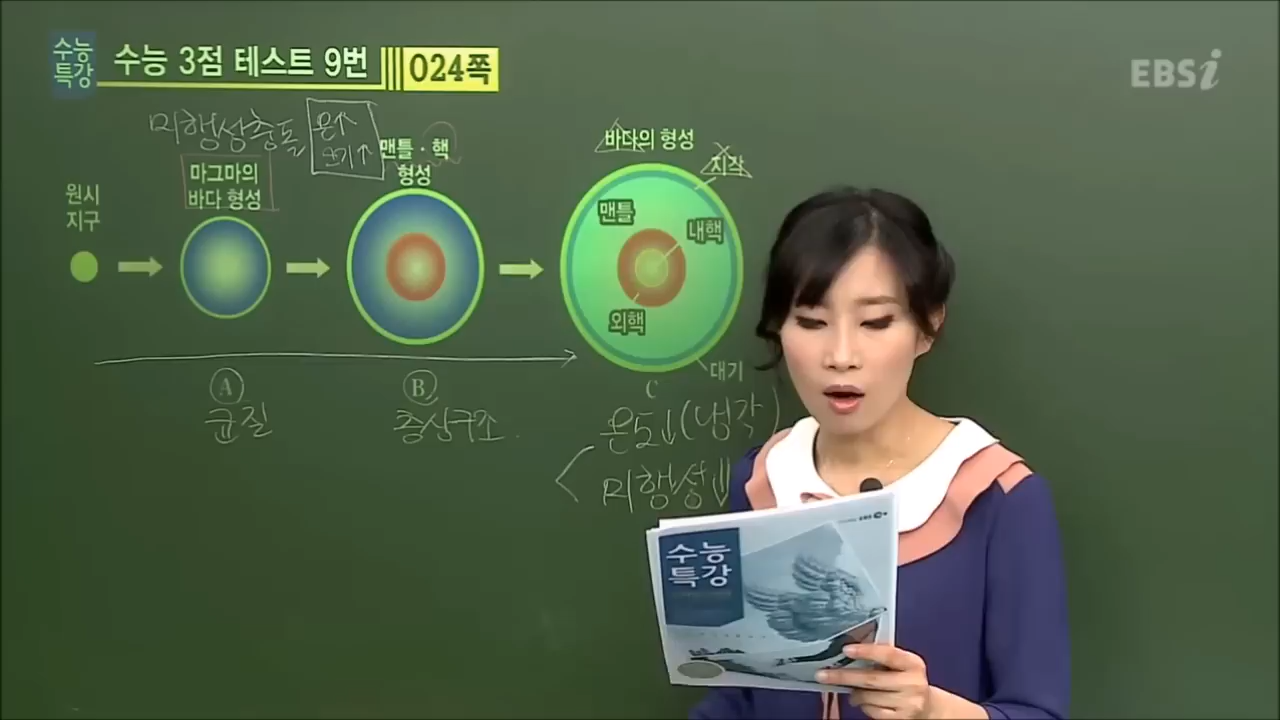 수능
특강
수능 3점 테스트 9번
024쪽
EBSi
미행성충돌
온↑
크기↑
원시
지구
마그마의
바다 형성
맨틀·핵
형성
바다의 형성
지각
맨틀
내핵
외핵
대기
A
B
C
균질
층상구조
온도↓(냉각)
미행성↓
수능
특강